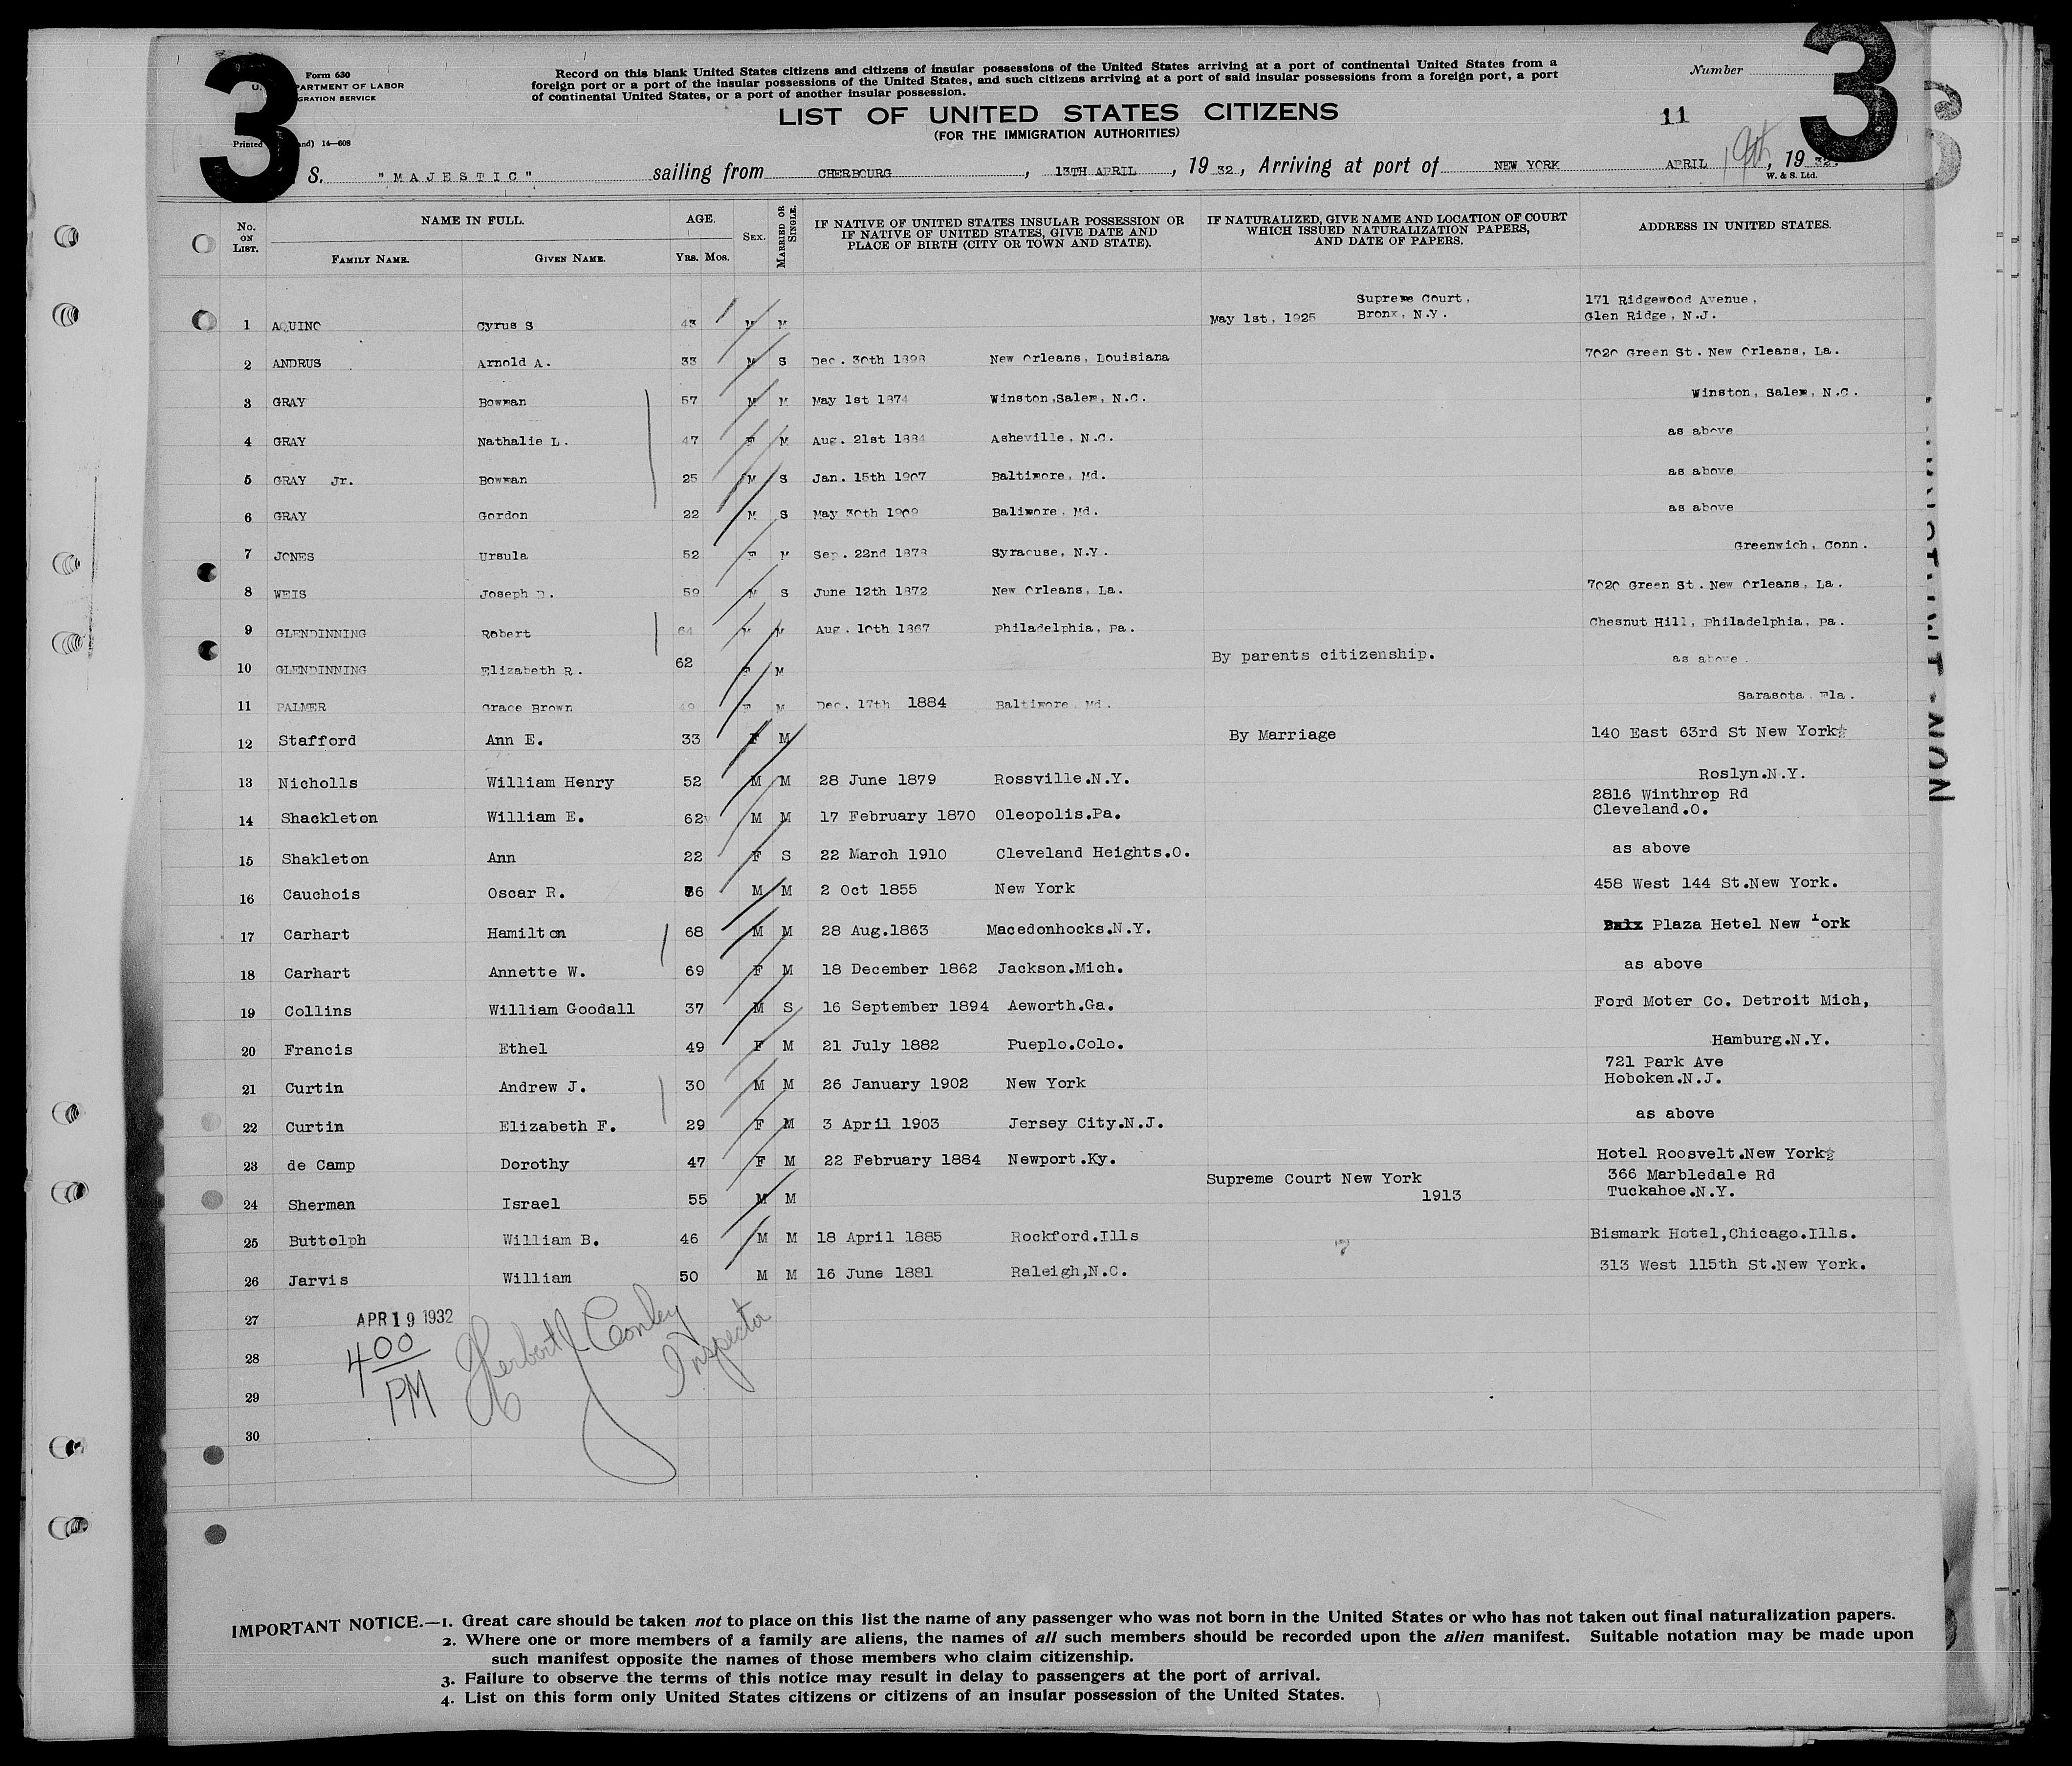 3
3
Form 630
U. PARTMENT OF LABOR
GRATION SERVICE
Printed and) 14—608
Record on this blank United States citizens and citizens of insular possessions of the United States arriving at a port of continental United States from a
foreign port or a port of the insular possessions of the United States, and such citizens arriving at a port of said insular possessions from a foreign port, a port
of continental United States, or a port of another insular possession.
Number
LIST OF UNITED STATES CITIZENS
(FOR THE IMMIGRATION AUTHORITIES)
11
S. "MAJESTIC" sailing from CHERBOURG, 13TH APRIL, 1932, Arriving at port of NEW YORK APRIL 19th, 1932.
W. & S. Ltd.
No. ON LIST. NAME IN FULL. AGE. SEX. MARRIED OR SINGLE. IF NATIVE OF UNITED STATES INSULAR POSSESSION OR IF NATIVE OF UNITED STATES, GIVE DATE AND PLACE OF BIRTH (CITY OR TOWN AND STATE). IF NATURALIZED, GIVE NAME AND LOCATION OF COURT WHICH ISSUED NATURALIZATION PAPERS, AND DATE OF PAPERS. ADDRESS IN UNITED STATES.
FAMILY NAME. GIVEN NAME. YRS. MOS.
1 AQUINO Cyrus S 43 M M May 1st, 1925 Supreme Court, Bronx, N.Y. 171 Ridgewood Avenue, Glen Ridge, N.J.
2 ANDRUS Arnold A. 33 M S Dec. 30th 1898 New Orleans, Louisiana 7020 Green St. New Orleans, La.
3 GRAY Bowman 57 M M May 1st 1874 Winston,Salem, N.C. Winston, Salem, N.C.
4 GRAY Nathalie L. 47 F M Aug. 21st 1884 Asheville, N.C. as above
5 GRAY Jr. Bowman 25 M S Jan. 15th 1907 Baltimore, Md. as above
6 GRAY Gordon 22 M S May 30th 1909 Balimore, Md. as above
7 JONES Ursula 52 F M Sep. 22nd 1878 Syracuse, N.Y. Greenwich, Conn.
8 WEIS Joseph D. 59 M S June 12th 1872 New Orleans, La. 7020 Green St. New Orleans, La.
9 GLENDINNING Robert 64 M M Aug. 10th 1867 Philadelphia, Pa. Chesnut Hill, Philadelphia, Pa.
10 GLENDINNING Elizabeth R. 62 F M By parents citizenship. as above.
11 PALMER Grace Brown F M Dec. 17th 1884 Baltimore, Md. Sarasota, Fla.
12 Stafford Ann E. 33 F M By Marriage 140 East 63rd St New York
13 Nicholls William Henry 52 M M 28 June 1879 Rossville.N.Y. Roslyn.N.Y.
14 Shackleton William E. 62 M M 17 February 1870 Oleopolis.Pa. 2816 Winthrop Rd Cleveland.O.
15 Shakleton Ann 22 F S 22 March 1910 Cleveland Heights.O. as above
16 Cauchois Oscar R. 76 M M 2 Oct 1855 New York 458 West 144 St.New York.
17 Carhart Hamilton 68 M M 28 Aug.1863 Macedonhocks.N.Y. Plaza Hetel New York
18 Carhart Annette W. 69 F M 18 December 1862 Jackson.Mich. as above
19 Collins William Goodall 37 M S 16 September 1894 Aeworth.Ga. Ford Moter Co. Detroit Mich,
20 Francis Ethel 49 F M 21 July 1882 Pueplo.Colo. Hamburg.N.Y.
21 Curtin Andrew J. 30 M M 26 January 1902 New York 721 Park Ave Hoboken.N.J.
22 Curtin Elizabeth F. 29 F M 3 April 1903 Jersey City.N.J. as above
23 de Camp Dorothy 47 F M 22 February 1884 Newport.Ky. Hotel Roosvelt.New York
24 Sherman Israel 55 M M Supreme Court New York 1913 366 Marbledale Rd Tuckahoe.N.Y.
25 Buttolph William B. 46 M M 18 April 1885 Rockford.Ills Bismark Hotel,Chicago.Ills.
26 Jarvis William 50 M M 16 June 1881 Raleigh,N.C. 313 West 115th St.New York.
27
28
29
30
APR 19 1932
400
PM
Herbert J Conley
Inspector
IMPORTANT NOTICE.—1. Great care should be taken not to place on this list the name of any passenger who was not born in the United States or who has not taken out final naturalization papers.
2. Where one or more members of a family are aliens, the names of all such members should be recorded upon the alien manifest. Suitable notation may be made upon
such manifest opposite the names of those members who claim citizenship.
3. Failure to observe the terms of this notice may result in delay to passengers at the port of arrival.
4. List on this form only United States citizens or citizens of an insular possession of the United States.